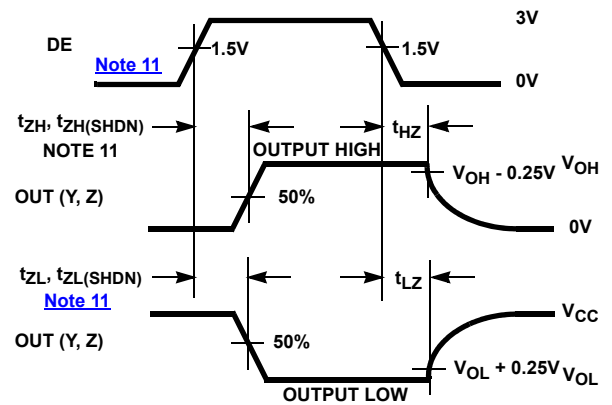 3V
DE
1.5V
1.5V
Note 11
0V
tZH, tZH(SHDN)
NOTE 11
tHZ
OUTPUT HIGH
VOH - 0.25V VOH
OUT (Y, Z)
50%
0V
tZL, tZL(SHDN)
Note 11
tLZ
VCC
OUT (Y, Z)
50%
VOL + 0.25V VOL
OUTPUT LOW